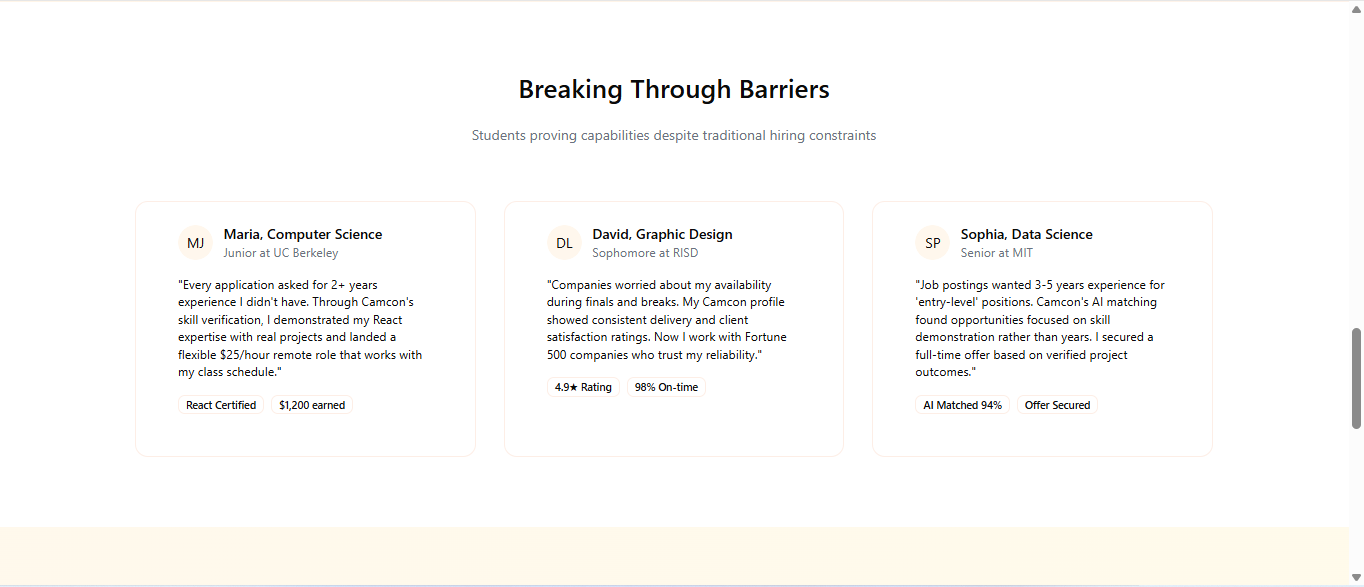 Breaking Through Barriers
Students proving capabilities despite traditional hiring constraints
MJ
Maria, Computer Science
Junior at UC Berkeley
"Every application asked for 2+ years
experience I didn't have. Through Camcon's
skill verification, I demonstrated my React
expertise with real projects and landed a
flexible $25/hour remote role that works with
my class schedule."
React Certified
$1,200 earned
DL
David, Graphic Design
Sophomore at RISD
"Companies worried about my availability
during finals and breaks. My Camcon profile
showed consistent delivery and client
satisfaction ratings. Now I work with Fortune
500 companies who trust my reliability."
4.9★ Rating
98% On-time
SP
Sophia, Data Science
Senior at MIT
"Job postings wanted 3-5 years experience for
'entry-level' positions. Camcon's AI matching
found opportunities focused on skill
demonstration rather than years. I secured a
full-time offer based on verified project
outcomes."
AI Matched 94%
Offer Secured